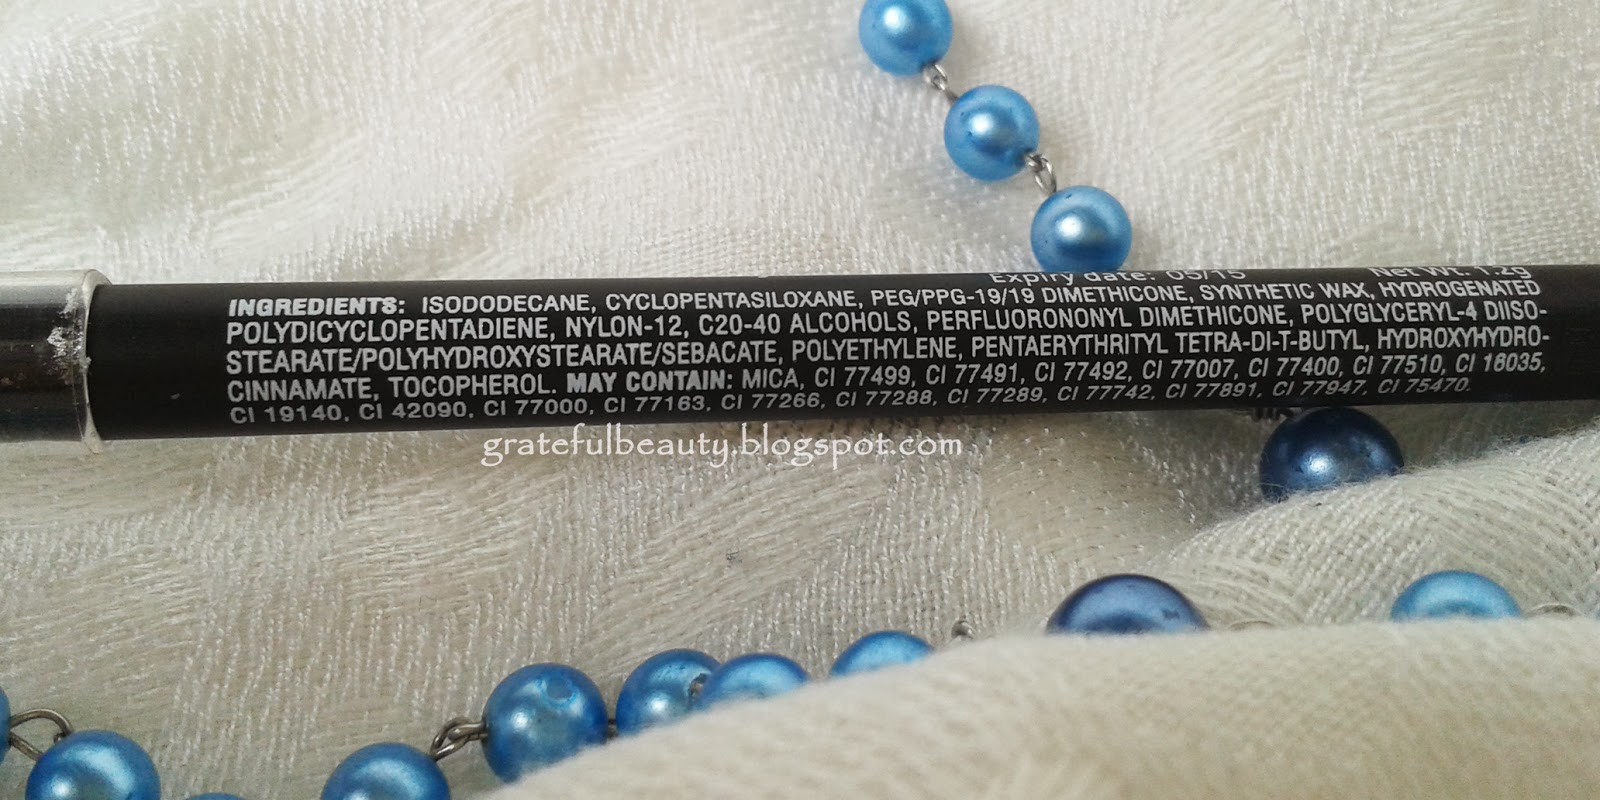 Expiry date: 05/15 Net Wt. 1.2g
INGREDIENTS: ISODODECANE, CYCLOPENTASILOXANE, PEG/PPG-19/19 DIMETHICONE, SYNTHETIC WAX, HYDROGENATED
POLYDICYCLOPENTADIENE, NYLON-12, C20-40 ALCOHOLS, PERFLUORONONYL DIMETHICONE, POLYGLYCERYL-4 DIISO-
STEARATE/POLYHYDROXYSTEARATE/SEBACATE, POLYETHYLENE, PENTAERYTHRITYL TETRA-DI-T-BUTYL, HYDROXYHYDRO-
CINNAMATE, TOCOPHEROL. MAY CONTAIN: MICA, CI 77499, CI 77491, CI 77492, CI 77007, CI 77400, CI 77510, CI 16035,
CI 19140, CI 42090, CI 77000, CI 77163, CI 77266, CI 77288, CI 77289, CI 77742, CI 77891, CI 77947, CI 75470.
gratefulbeauty.blogspot.com